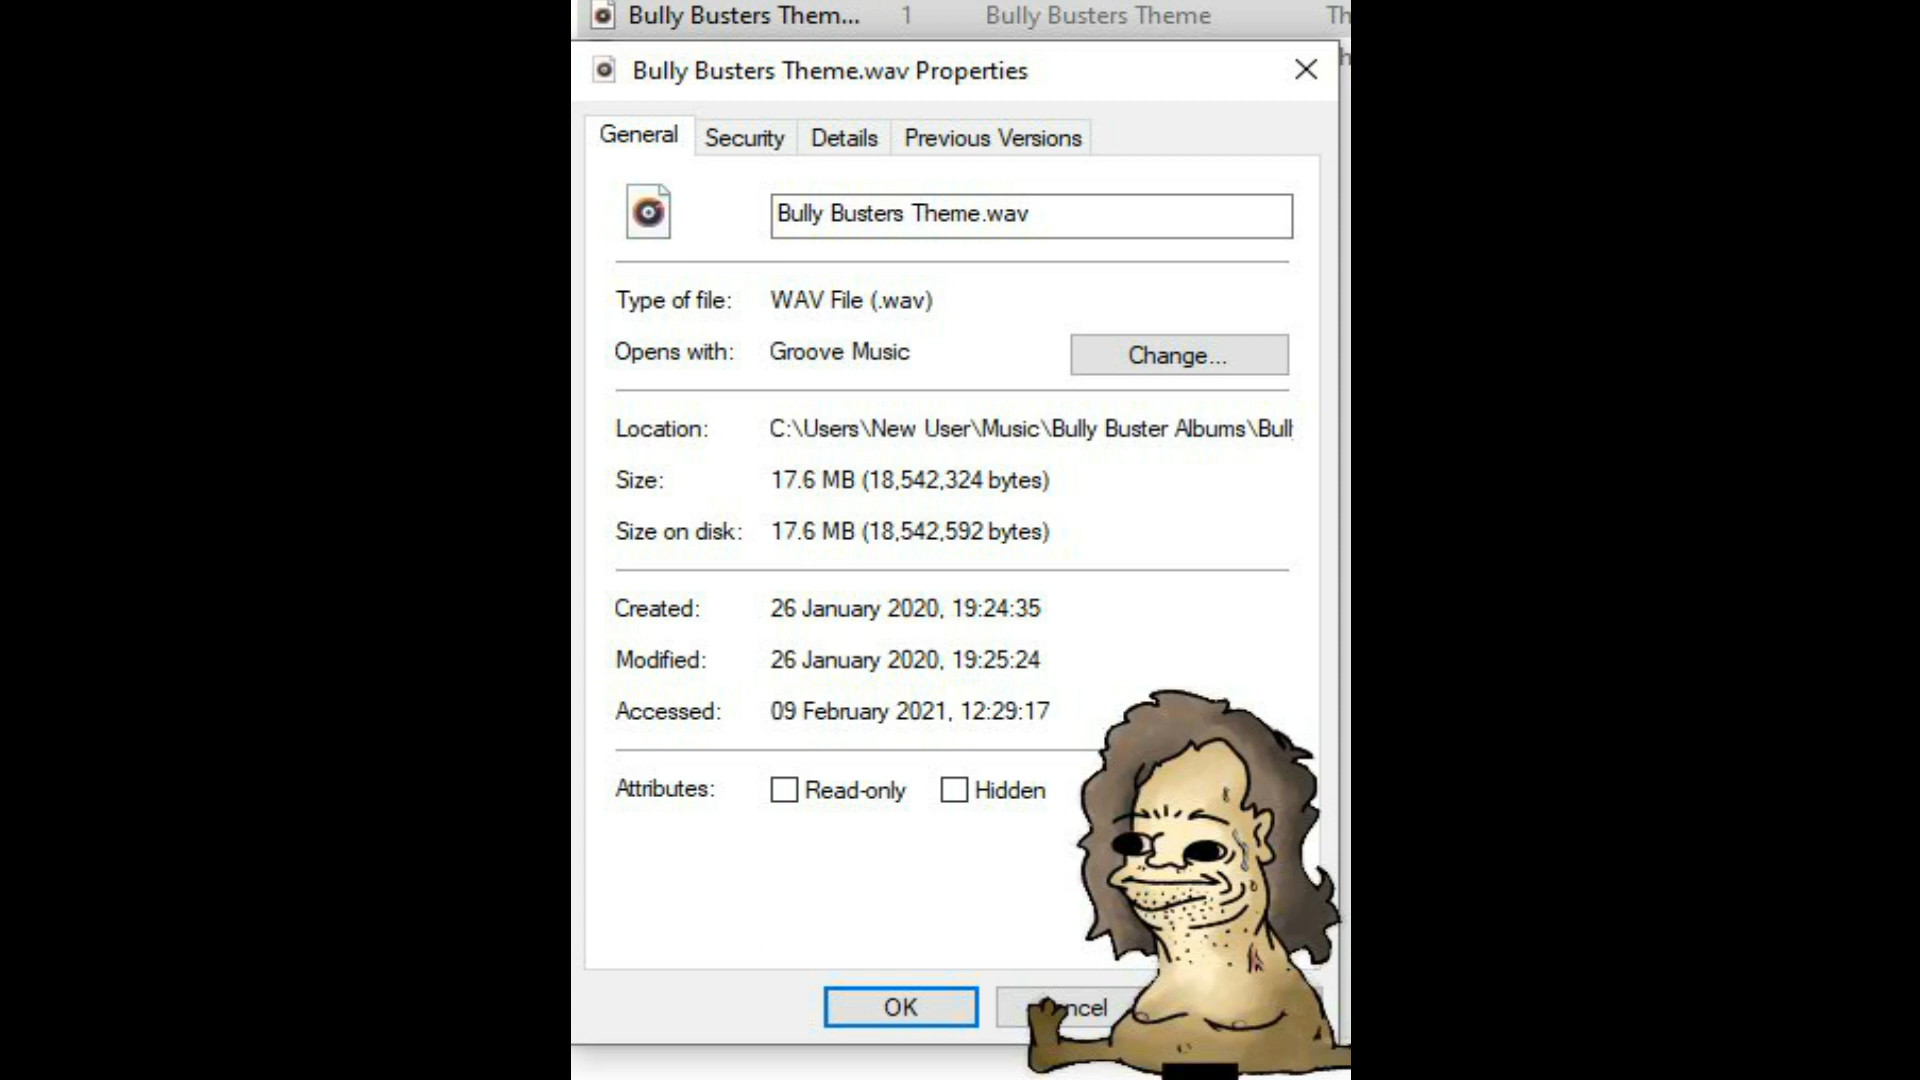 Bully Busters Them... 1 Bully Busters Theme Th
Bully Busters Theme.wav Properties
General Security Details Previous Versions
Bully Busters Theme.wav
Type of file: WAV File (.wav)
Opens with: Groove Music Change...
Location: C:\Users\New User\Music\Bully Buster Albums\Bull
Size: 17.6 MB (18,542,324 bytes)
Size on disk: 17.6 MB (18,542,592 bytes)
Created: 26 January 2020, 19:24:35
Modified: 26 January 2020, 19:25:24
Accessed: 09 February 2021, 12:29:17
Attributes: Read-only Hidden
OK ncel